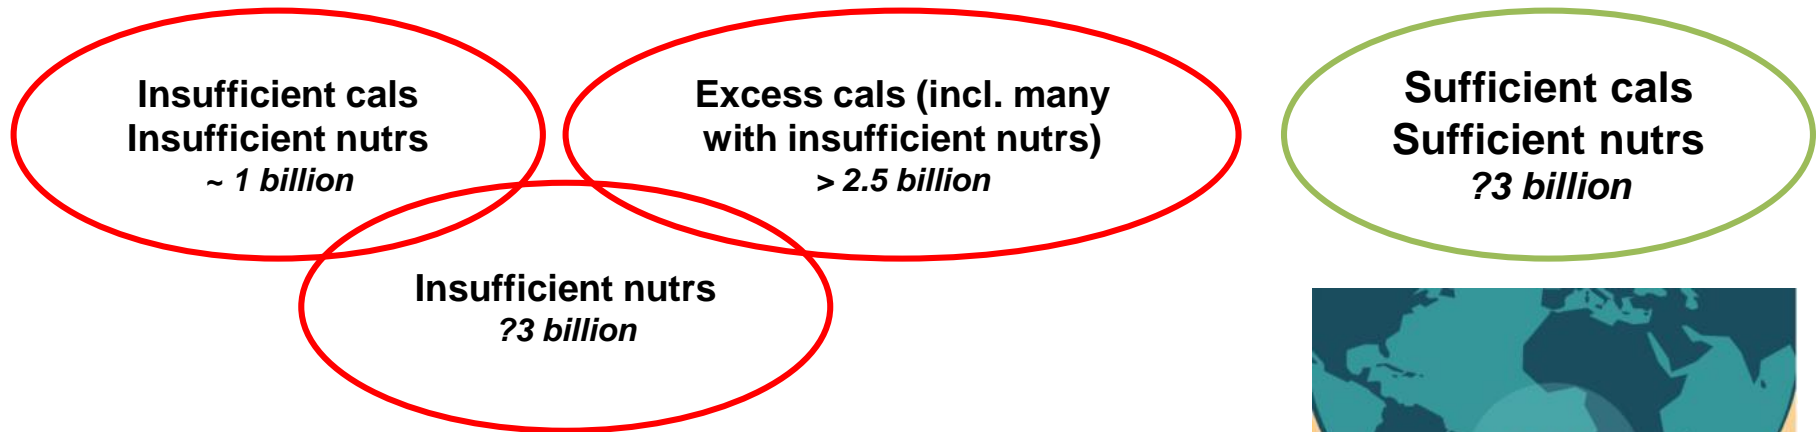 Insufficient cals
Insufficient nutrs
~ 1 billion
Excess cals (incl. many
with insufficient nutrs)
> 2.5 billion
Sufficient cals
Sufficient nutrs
?3 billion
Insufficient nutrs
?3 billion